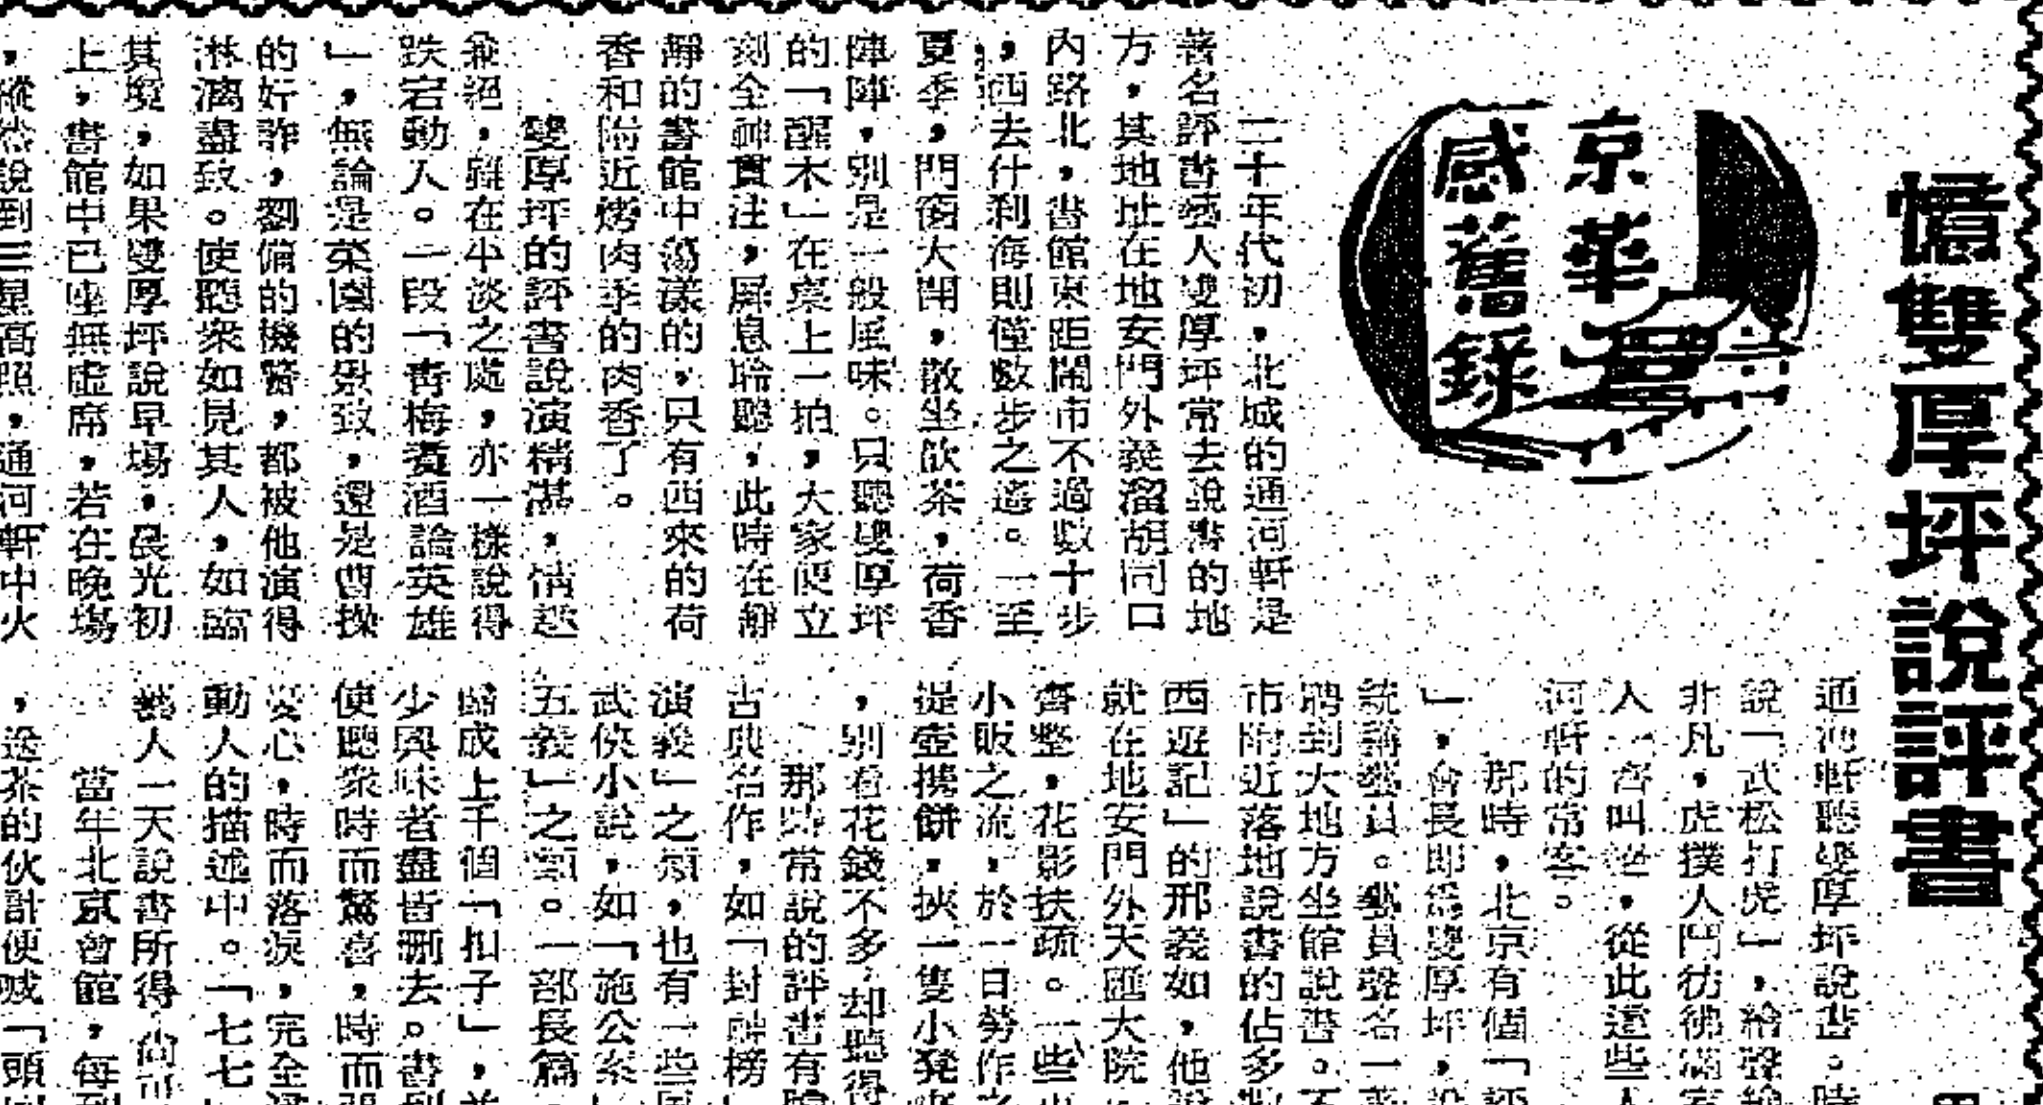 憶雙厚坪說評書
京華
感舊錄
二十年代初，北城的通河軒是
著名評書藝人雙厚坪常去說書的地
方，其地址在地安門外義溜胡同口
內路北，書館東距鬧市不過數十步
，西去什剎海則僅數步之遙。一至
夏季，門窗大開，散坐飲茶，荷香
陣陣，別是一般風味。只聽雙厚坪
的「醒木」在桌上一拍，大家便立
刻全神貫注，屏息聆聽，此時在靜
靜的書館中蕩漾的，只有西來的荷
香和附近烤肉季的肉香了。
雙厚坪的評書說演精湛，情趣
兼絕，雖在平淡之處，亦一樣說得
跌宕動人。一段「青梅煮酒論英雄
」，無論是菜園的景致，還是曹操
的奸詐，劉備的機警，都被他演得
淋漓盡致。使聽衆如見其人，如臨
其境，如果雙厚坪說早場，晨光初
上，書館中已座無虛席，若在晚場
，縱然說到三星高照，通河軒中火
通河軒聽雙厚坪說書。時
說「武松打虎」，給聲
非凡，虎撲人鬥彷彿滿
人一齊叫絕，從此這些人
河軒的常客。
那時，北京有個「評
」，會長即爲雙厚坪，
統講藝員。藝員聲名一
聘到大地方坐館說書。不
市附近落地說書的佔多
西遊記」的邢義如，他說
就在地安門外天匯大院
齊整，花影扶疏。一些
小販之流，於一日勞作之
提壺携餅，挾一隻小凳
，別看花錢不多，却聽得
那時常說的評書有
古典名作，如「封神榜
演義」之類，也有一些
武俠小說，如「施公案
五義」之類。一部長篇
歸成上千個「扣子」，並
少興味者盡皆刪去。書到
使聽衆時而驚喜，時而
妥心，時而落淚，完全
動人的描述中。「七七
藝人一天說書所得尚可
當年北京會館，每到
，送茶的伙計便喊「頭